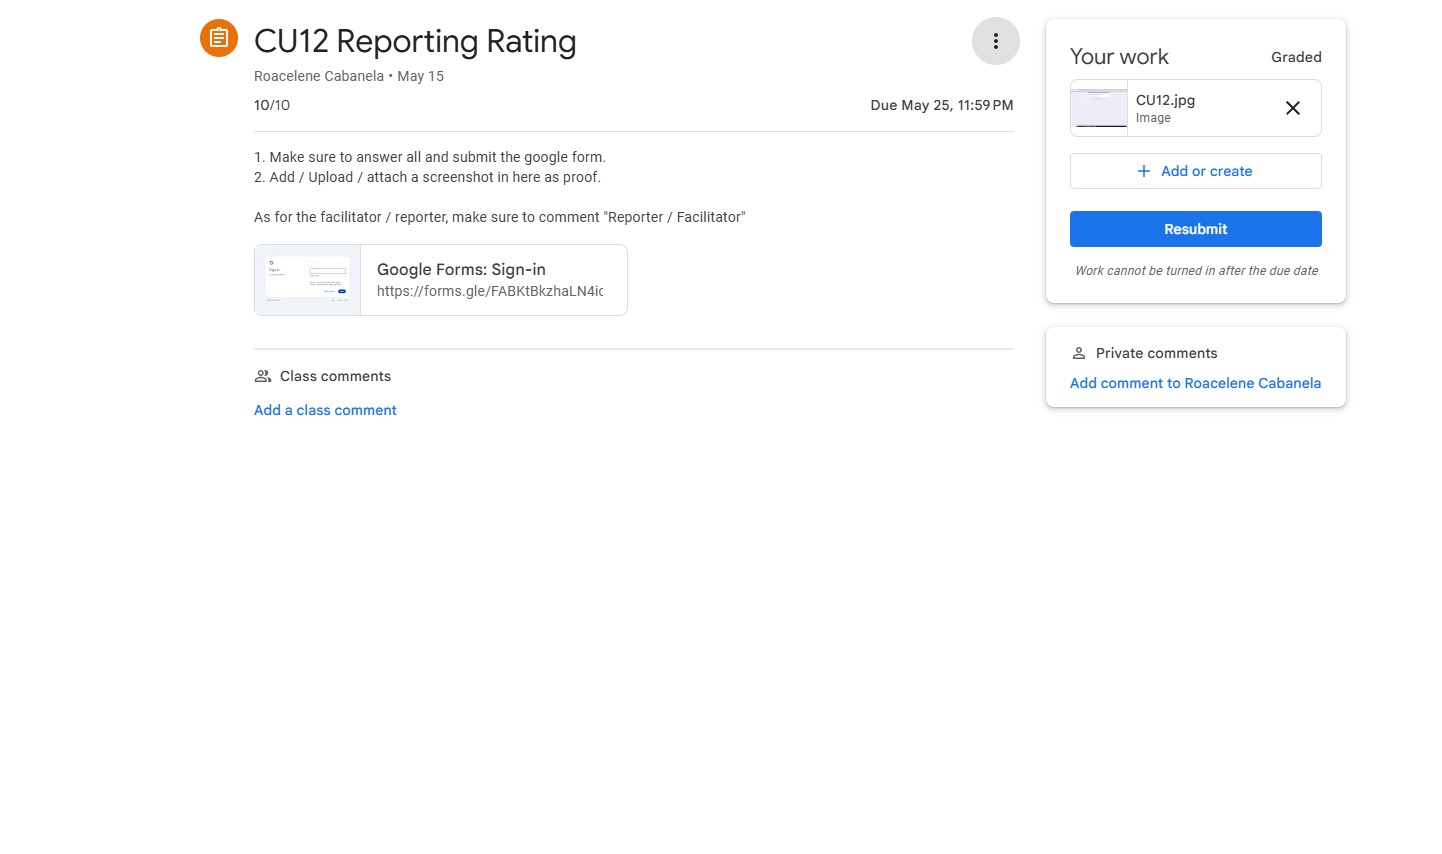 CU12 Reporting Rating
Roacelene Cabanela • May 15
10/10
Due May 25, 11:59 PM
1. Make sure to answer all and submit the google form.
2. Add / Upload / attach a screenshot in here as proof.
As for the facilitator / reporter, make sure to comment "Reporter / Facilitator"
Google Forms: Sign-in
https://forms.gle/FABKtBkzhaLN4ic
Class comments
Add a class comment
Your work
Graded
CU12.jpg
Image
Add or create
Resubmit
Work cannot be turned in after the due date
Private comments
Add comment to Roacelene Cabanela